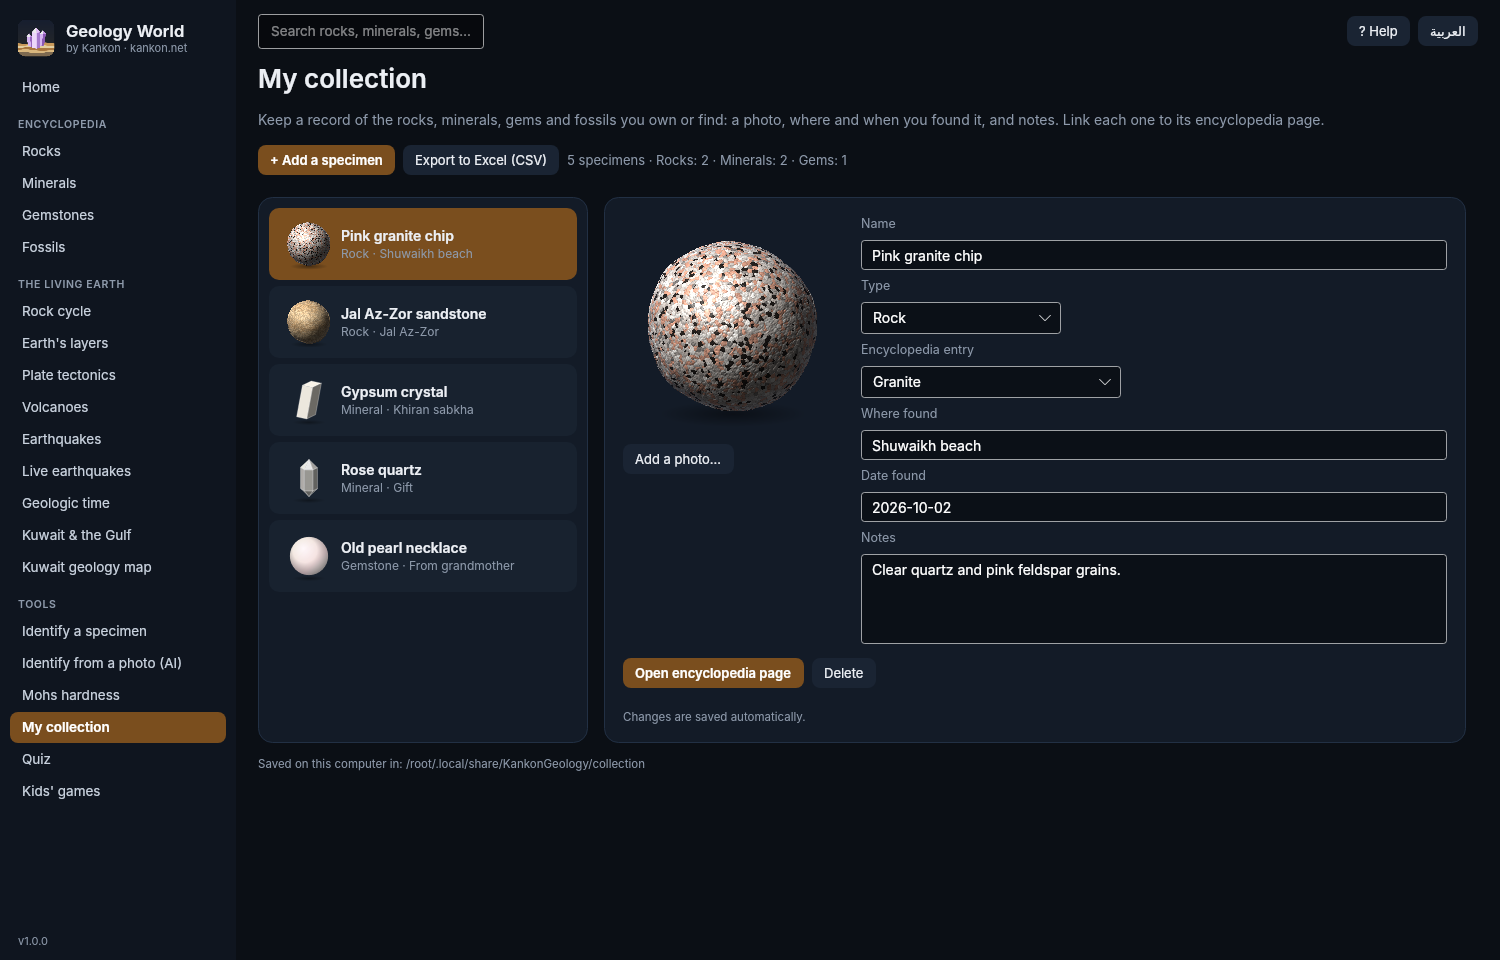 Geology World
by Kankon · kankon.net
Home
ENCYCLOPEDIA
Rocks
Minerals
Gemstones
Fossils
THE LIVING EARTH
Rock cycle
Earth's layers
Plate tectonics
Volcanoes
Earthquakes
Live earthquakes
Geologic time
Kuwait & the Gulf
Kuwait geology map
TOOLS
Identify a specimen
Identify from a photo (AI)
Mohs hardness
My collection
Quiz
Kids' games
v1.0.0
Search rocks, minerals, gems...
? Help
العربية
My collection
Keep a record of the rocks, minerals, gems and fossils you own or find: a photo, where and when you found it, and notes. Link each one to its encyclopedia page.
+ Add a specimen
Export to Excel (CSV)
5 specimens · Rocks: 2 · Minerals: 2 · Gems: 1
Pink granite chip
Rock · Shuwaikh beach
Jal Az-Zor sandstone
Rock · Jal Az-Zor
Gypsum crystal
Mineral · Khiran sabkha
Rose quartz
Mineral · Gift
Old pearl necklace
Gemstone · From grandmother
Add a photo...
Name
Pink granite chip
Type
Rock
Encyclopedia entry
Granite
Where found
Shuwaikh beach
Date found
2026-10-02
Notes
Clear quartz and pink feldspar grains.
Open encyclopedia page
Delete
Changes are saved automatically.
Saved on this computer in: /root/.local/share/KankonGeology/collection